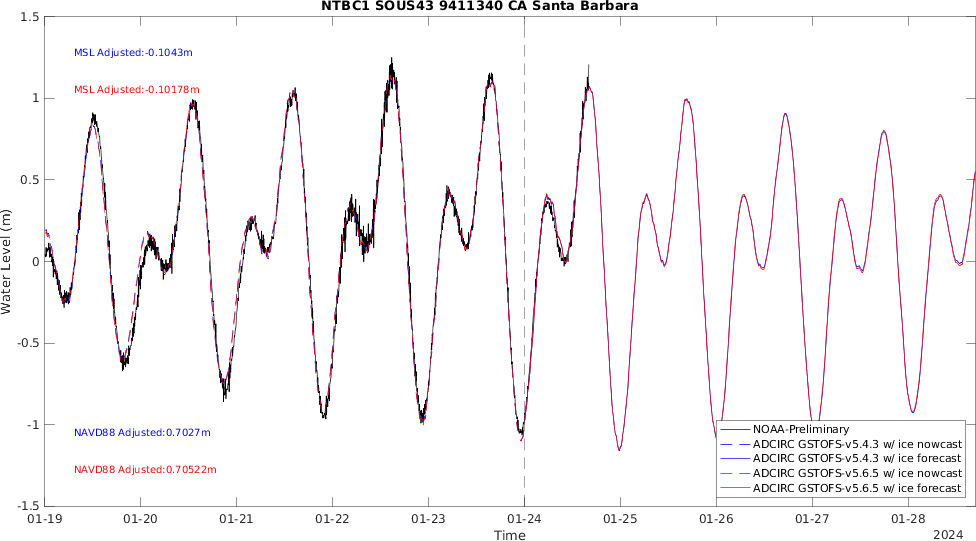 NTBC1 SOUS43 9411340 CA Santa Barbara
1.5
1
0.5
0
-0.5
-1
-1.5
Water Level (m)
MSL Adjusted:-0.1043m
MSL Adjusted:-0.10178m
NAVD88 Adjusted:0.7027m
NAVD88 Adjusted:0.70522m
NOAA-Preliminary
ADCIRC GSTOFS-v5.4.3 w/ ice nowcast
ADCIRC GSTOFS-v5.4.3 w/ ice forecast
ADCIRC GSTOFS-v5.6.5 w/ ice nowcast
ADCIRC GSTOFS-v5.6.5 w/ ice forecast
01-19 01-20 01-21 01-22 01-23 01-24 01-25 01-26 01-27 01-28
Time
2024